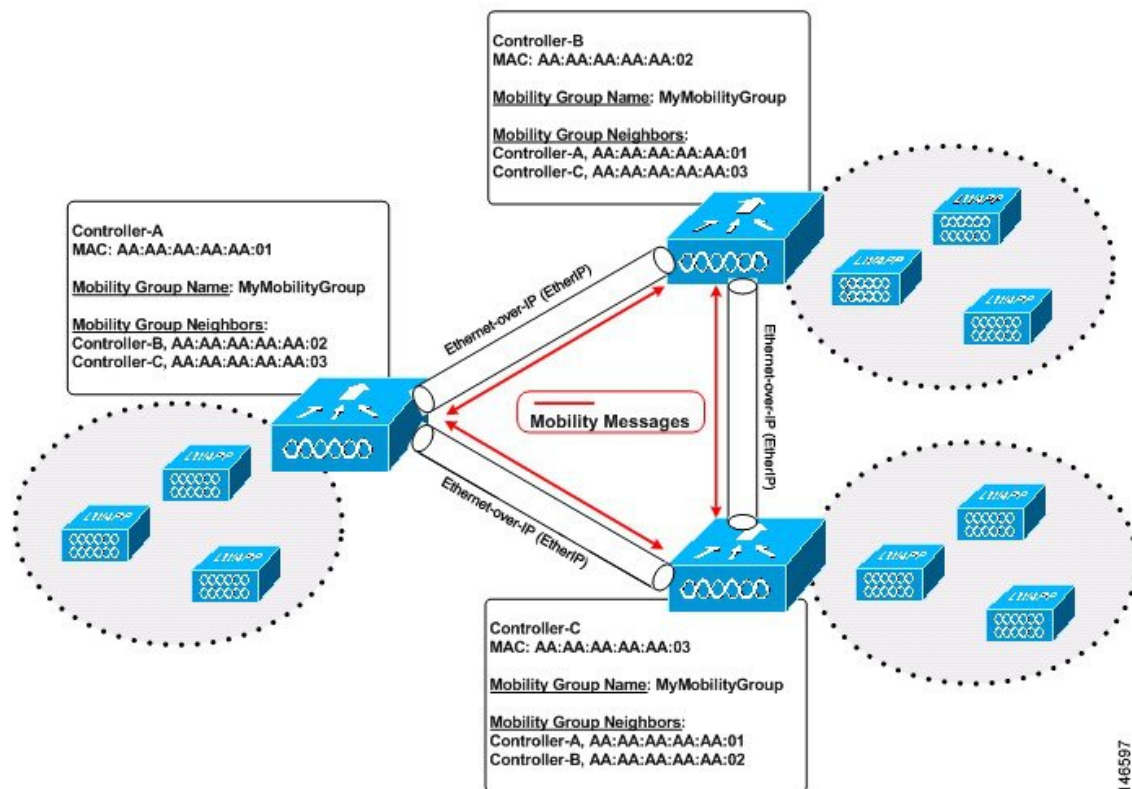 Controller-B
MAC: AA:AA:AA:AA:AA:02
Mobility Group Name: MyMobilityGroup
Mobility Group Neighbors:
Controller-A, AA:AA:AA:AA:AA:01
Controller-C, AA:AA:AA:AA:AA:03
Controller-A
MAC: AA:AA:AA:AA:AA:01
Mobility Group Name: MyMobilityGroup
Mobility Group Neighbors:
Controller-B, AA:AA:AA:AA:AA:02
Controller-C, AA:AA:AA:AA:AA:03
LWAPP
LWAPP
LWAPP
Ethernet-over-IP (EtherIP)
Ethernet-over-IP (EtherIP)
Mobility Messages
LWAPP
LWAPP
LWAPP
Ethernet-over-IP (EtherIP)
LWAPP
LWAPP
LWAPP
Controller-C
MAC: AA:AA:AA:AA:AA:03
Mobility Group Name: MyMobilityGroup
Mobility Group Neighbors:
Controller-A, AA:AA:AA:AA:AA:01
Controller-B, AA:AA:AA:AA:AA:02
146597